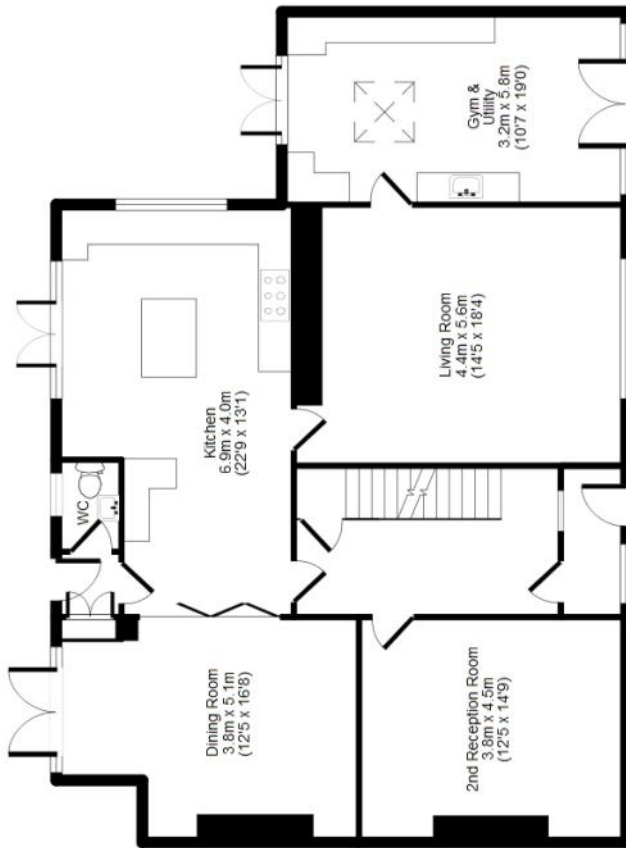 Gym &
Utility
3.2m x 5.8m
(10'7 x 19'0)
Living Room
4.4m x 5.6m
(14'5 x 18'4)
Kitchen
6.9m x 4.0m
(22'9 x 13'1)
WC
Dining Room
3.8m x 5.1m
(12'5 x 16'8)
2nd Reception Room
3.8m x 4.5m
(12'5 x 14'9)